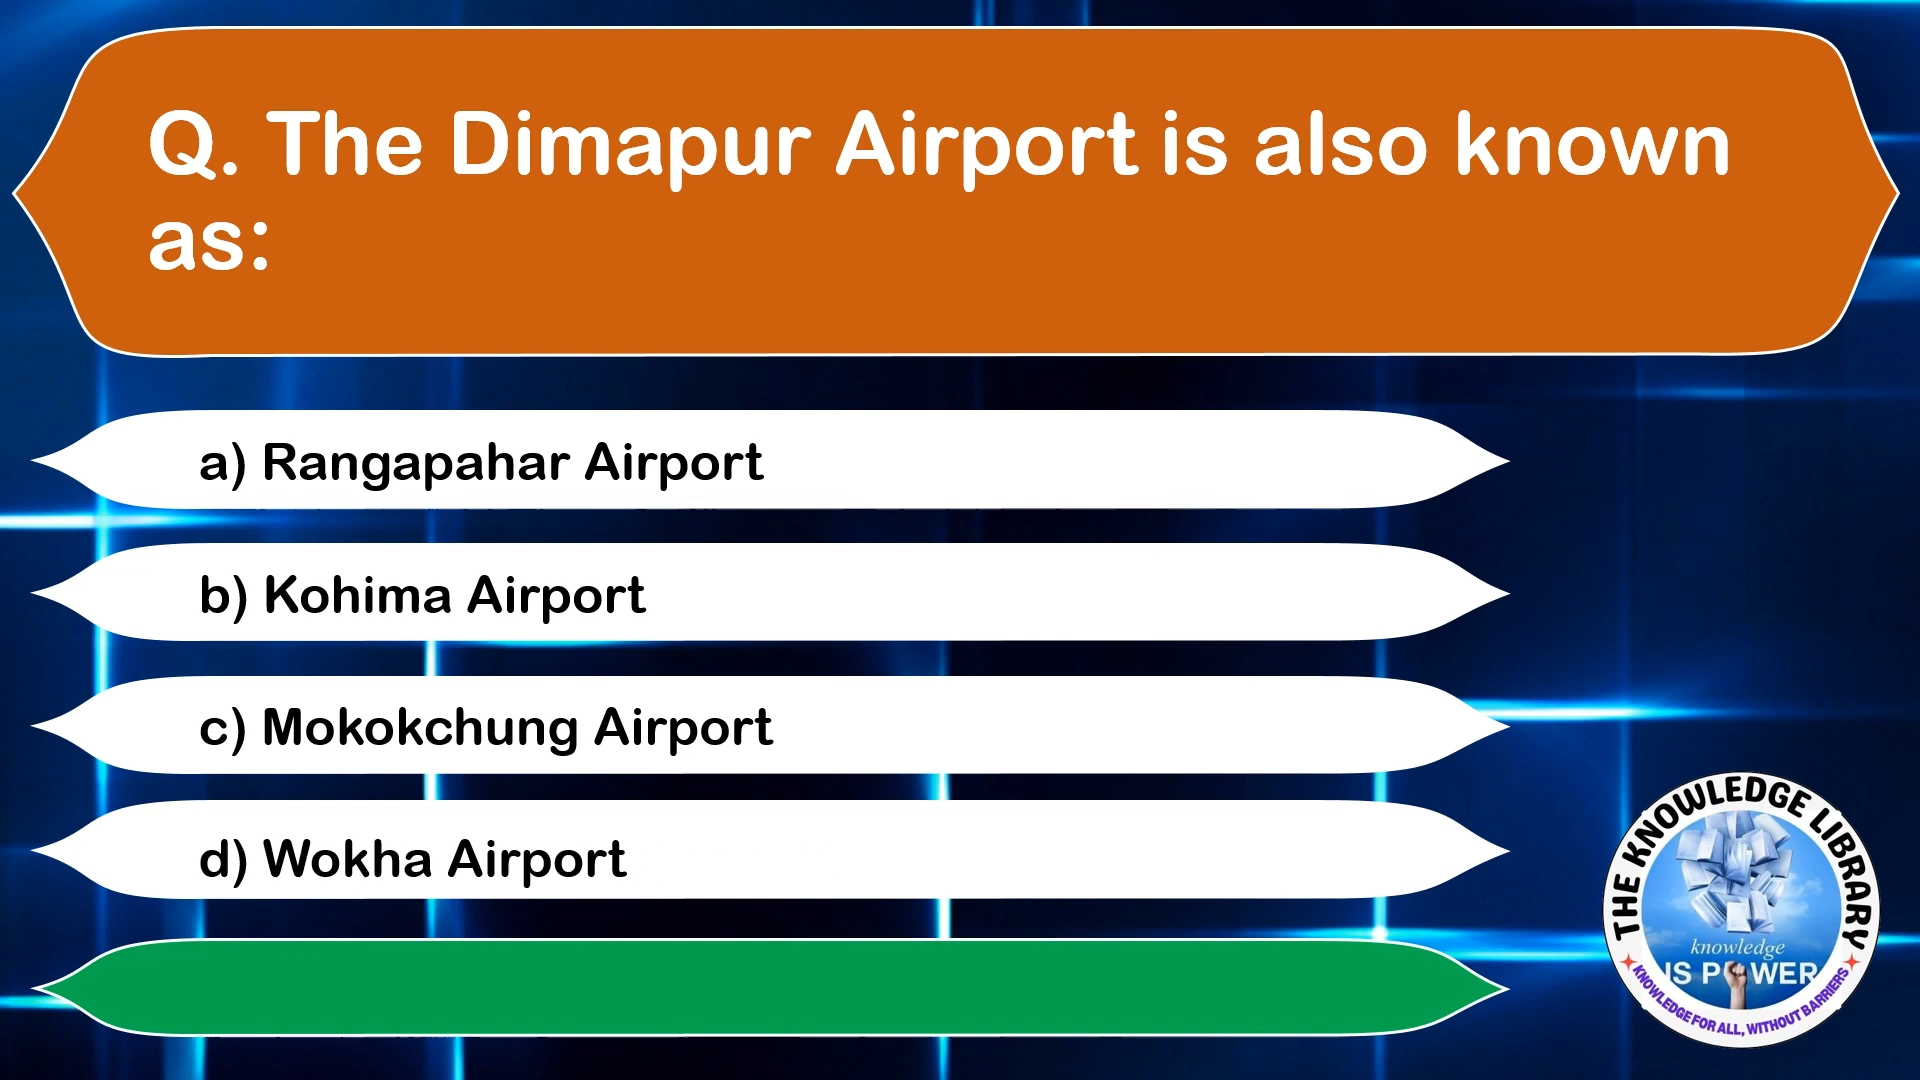 Q. The Dimapur Airport is also known
as:
a) Rangapahar Airport
b) Kohima Airport
c) Mokokchung Airport
d) Wokha Airport
THE KNOWLEDGE LIBRARY
knowledge
IS POWER
KNOWLEDGE FOR ALL, WITHOUT BARRIERS